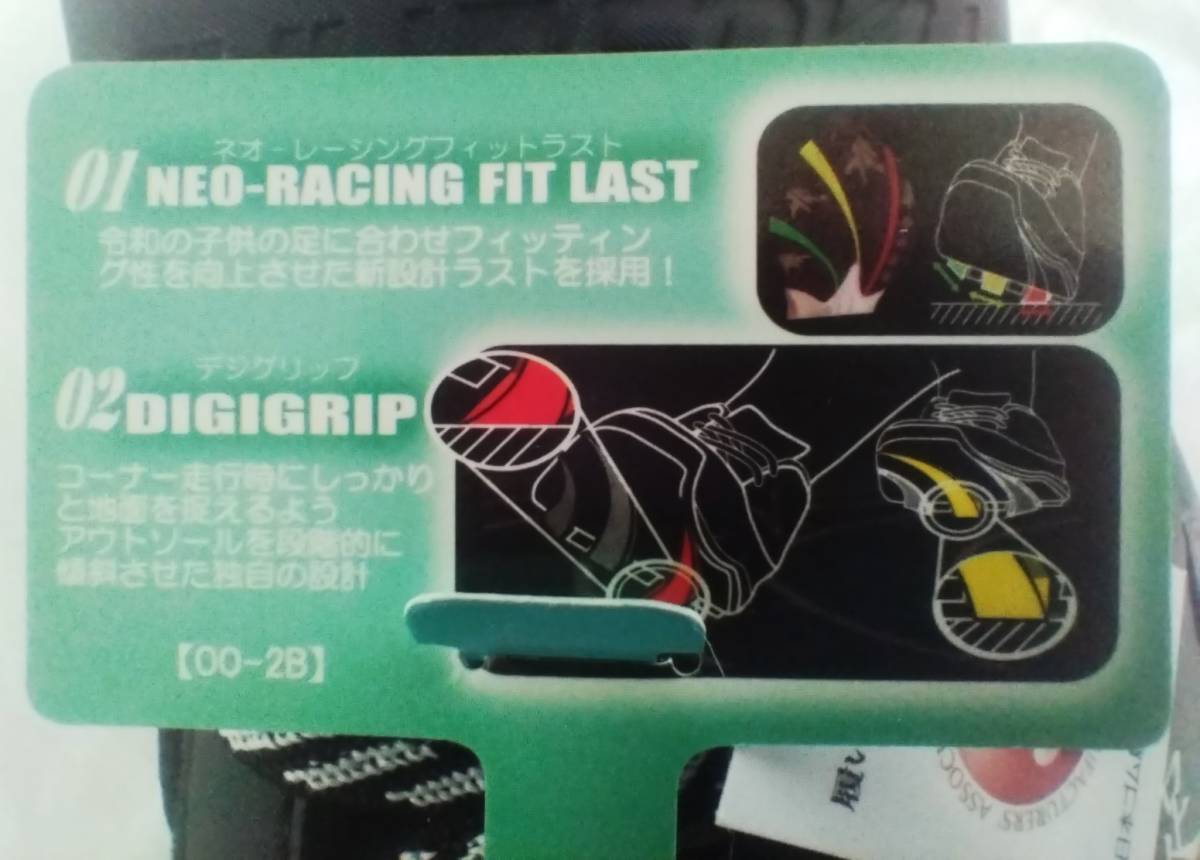 ネオ-レーシングフィットラスト
01 NEO-RACING FIT LAST
令和の子供の足に合わせフィッティン
グ性を向上させた新設計ラストを採用！
デジグリップ
02 DIGIGRIP
コーナー走行時にしっかり
と地面を捉えるよう
アウトソールを段階的に
傾斜させた独自の設計
【00-2B】
履い
日本